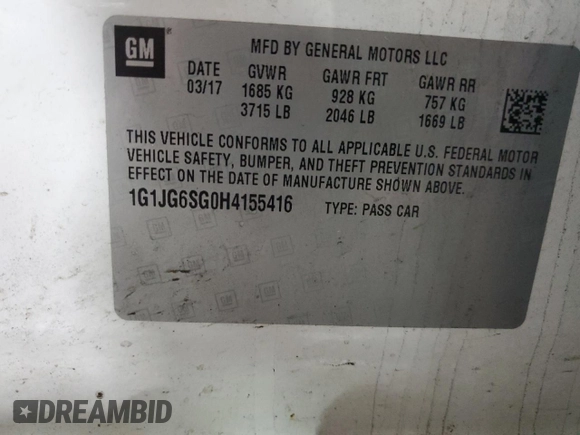 GM
MFD BY GENERAL MOTORS LLC
DATE GVWR GAWR FRT GAWR RR
03/17 1685 KG 928 KG 757 KG
3715 LB 2046 LB 1669 LB
THIS VEHICLE CONFORMS TO ALL APPLICABLE U.S. FEDERAL MOTOR
VEHICLE SAFETY, BUMPER, AND THEFT PREVENTION STANDARDS IN
EFFECT ON THE DATE OF MANUFACTURE SHOWN ABOVE.
1G1JG6SG0H4155416 TYPE: PASS CAR
DREAMBID